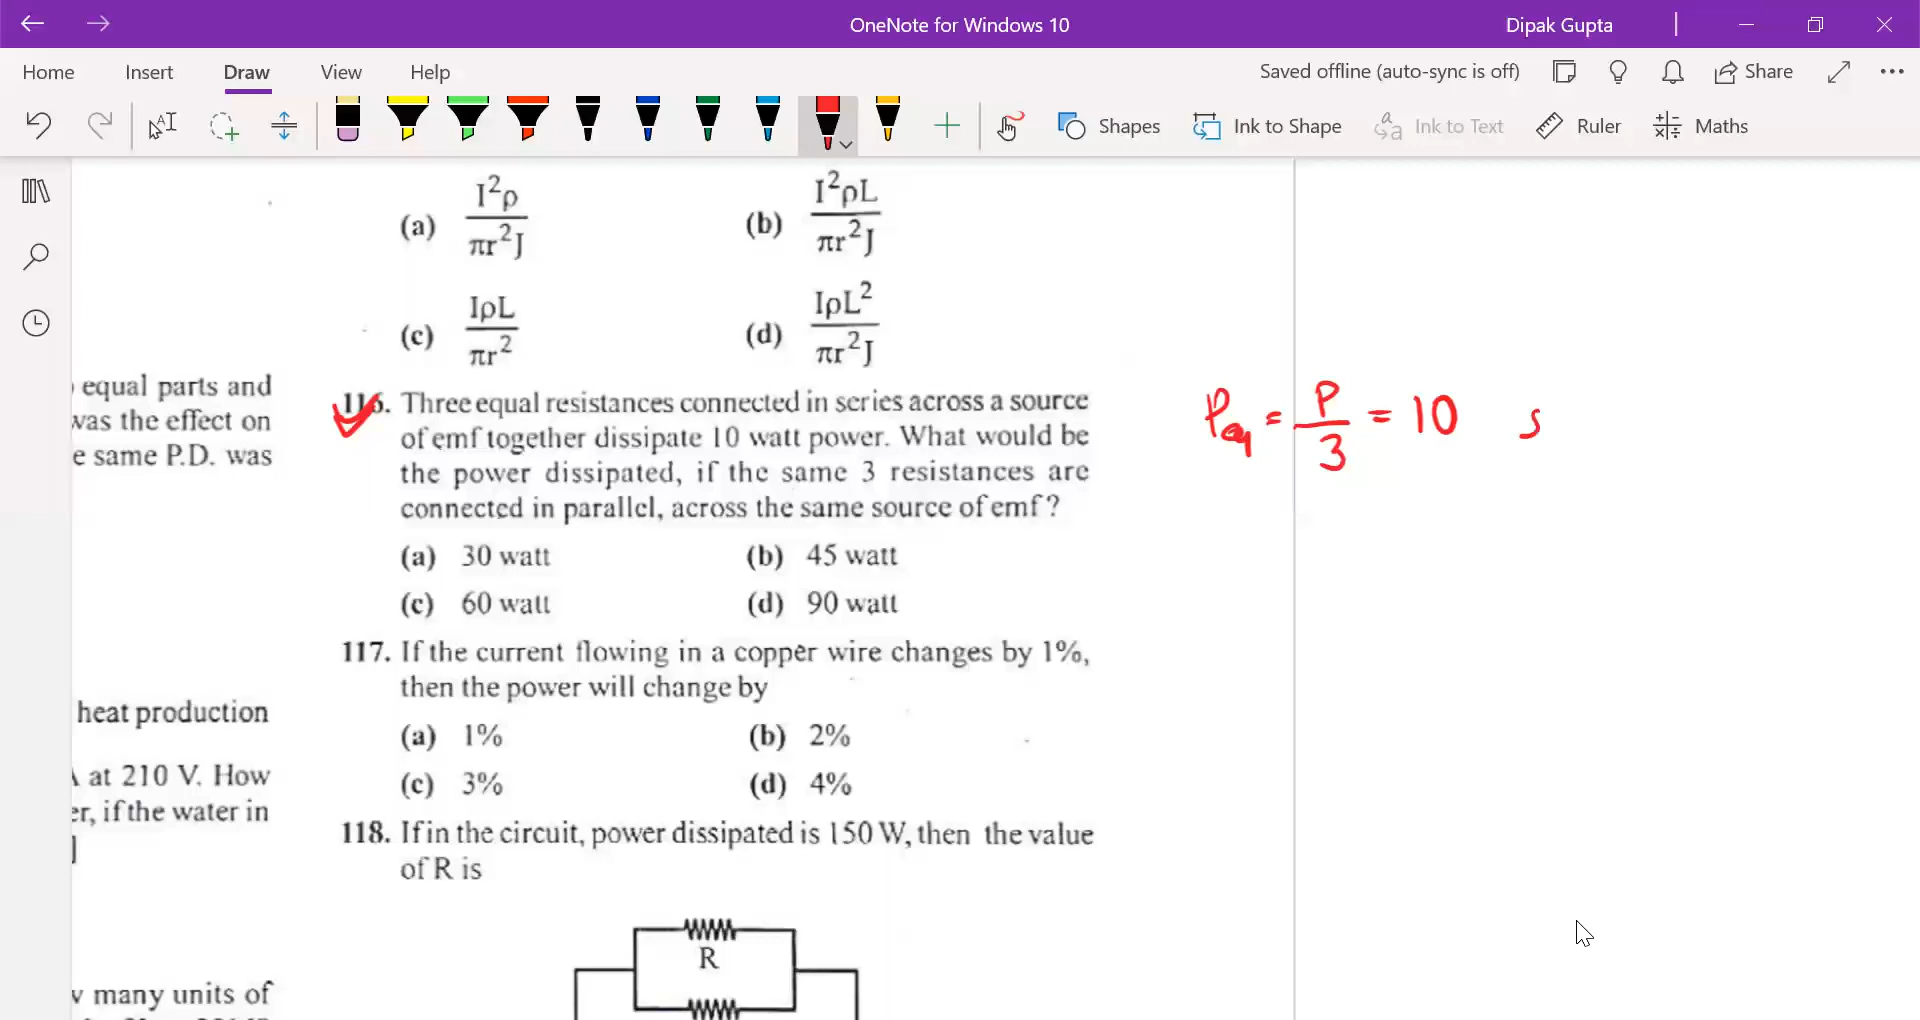 OneNote for Windows 10
Dipak Gupta
Home Insert Draw View Help
Saved offline (auto-sync is off)
Share
Shapes
Ink to Shape
Ink to Text
Ruler
Maths
(a) I²ρ / πr²J
(b) I²ρL / πr²J
(c) IρL / πr²
(d) IρL² / πr²J
equal parts and
was the effect on
e same P.D. was
heat production
at 210 V. How
er, if the water in
]
many units of
116. Three equal resistances connected in series across a source
of emf together dissipate 10 watt power. What would be
the power dissipated, if the same 3 resistances are
connected in parallel, across the same source of emf?
(a) 30 watt (b) 45 watt
(c) 60 watt (d) 90 watt
117. If the current flowing in a copper wire changes by 1%,
then the power will change by
(a) 1% (b) 2%
(c) 3% (d) 4%
118. If in the circuit, power dissipated is 150 W, then the value
of R is
R
Peq = P/3 = 10 s